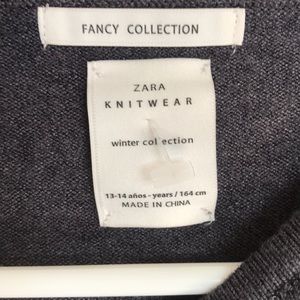 FANCY COLLECTION
ZARA
KNITWEAR
winter collection
13-14 años - years / 164 cm
MADE IN CHINA